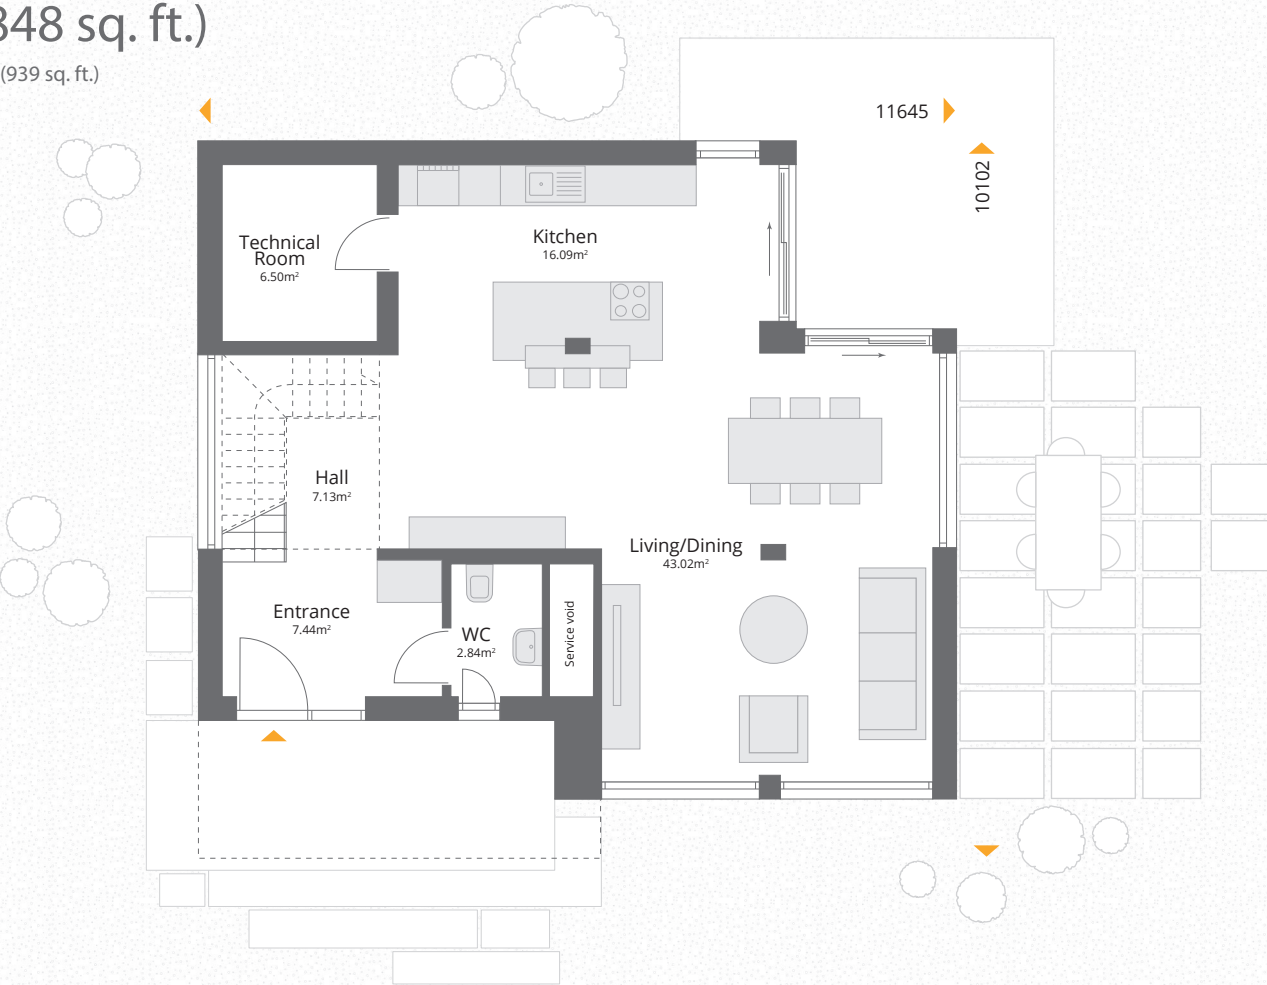 848 sq. ft.)
(939 sq. ft.)
11645
10102
Technical
Room
6.50m²
Kitchen
16.09m²
Hall
7.13m²
Living/Dining
43.02m²
Entrance
7.44m²
WC
2.84m²
Service void